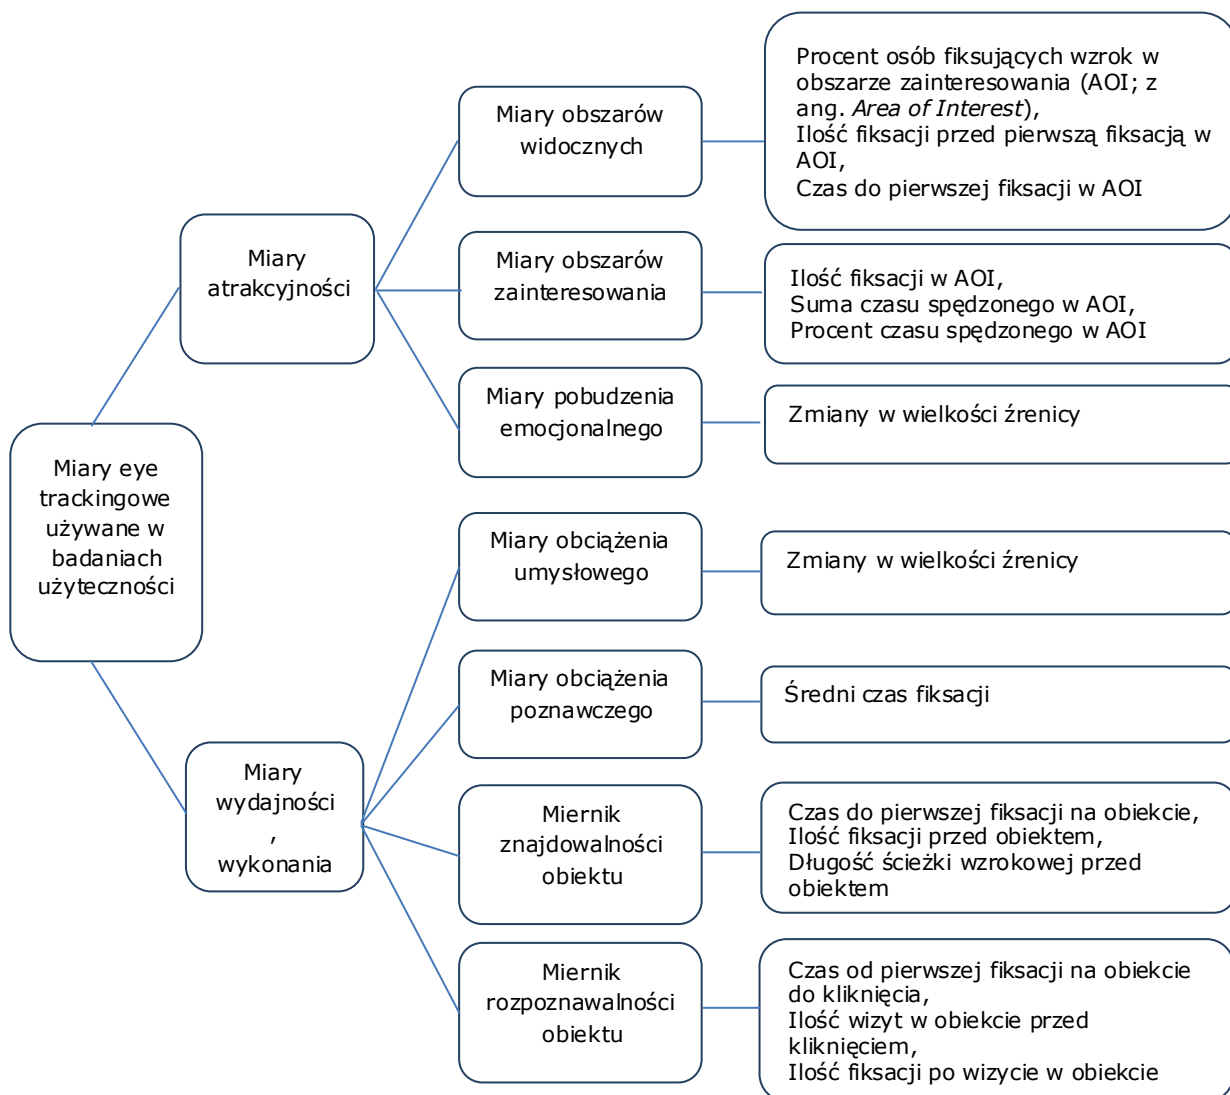 Procent osób fiksujących wzrok w
obszarze zainteresowania (AOI; z
ang. Area of Interest),
Ilość fiksacji przed pierwszą fiksacją w
AOI,
Czas do pierwszej fiksacji w AOI
Miary obszarów
widocznych
Miary
atrakcyjności
Miary obszarów
zainteresowania
Ilość fiksacji w AOI,
Suma czasu spędzonego w AOI,
Procent czasu spędzonego w AOI
Miary pobudzenia
emocjonalnego
Zmiany w wielkości źrenicy
Miary eye
trackingowe
używane w
badaniach
użyteczności
Miary obciążenia
umysłowego
Zmiany w wielkości źrenicy
Miary obciążenia
poznawczego
Średni czas fiksacji
Miary
wydajności
,
wykonania
Miernik
znajdowalności
obiektu
Czas do pierwszej fiksacji na obiekcie,
Ilość fiksacji przed obiektem,
Długość ścieżki wzrokowej przed
obiektem
Miernik
rozpoznawalności
obiektu
Czas od pierwszej fiksacji na obiekcie
do kliknięcia,
Ilość wizyt w obiekcie przed
kliknięciem,
Ilość fiksacji po wizycie w obiekcie